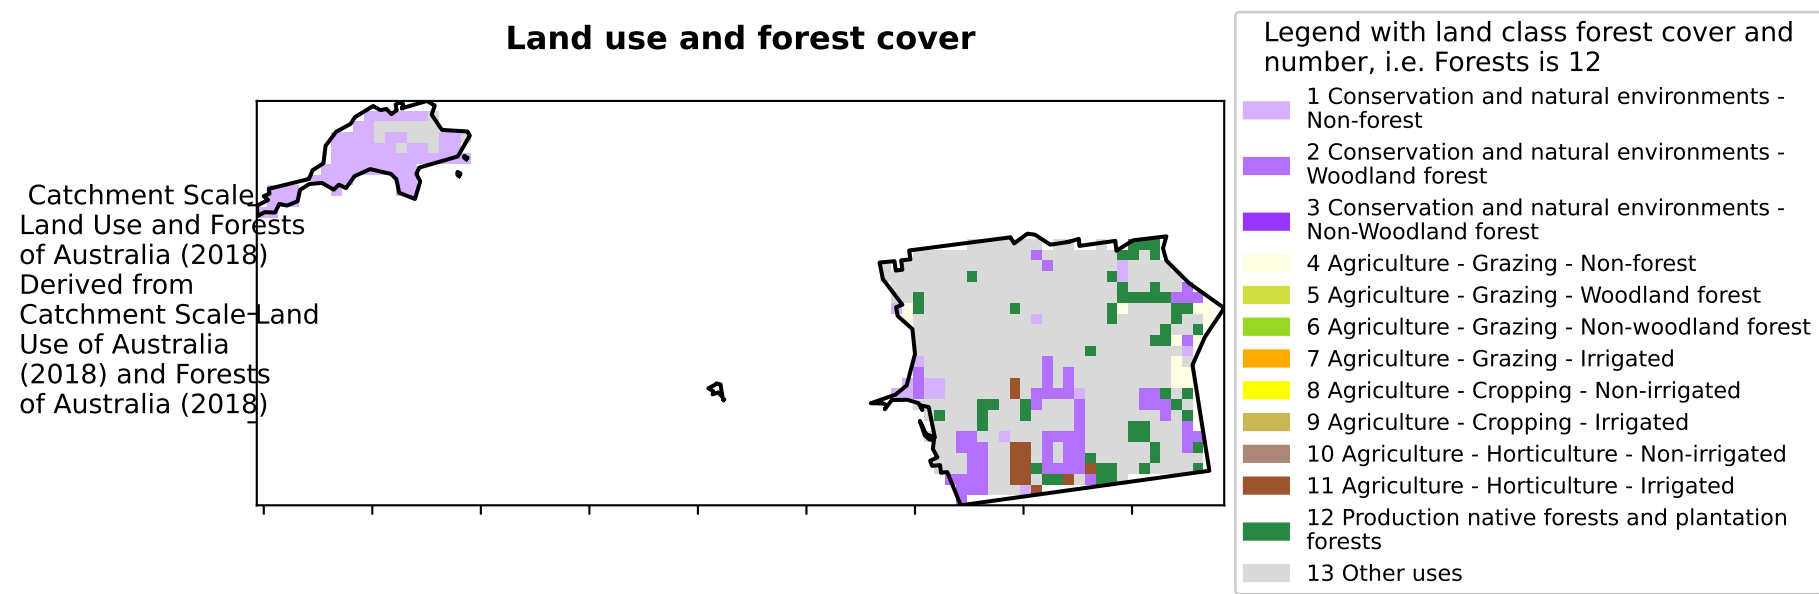 Land use and forest cover
Catchment Scale
Land Use and Forests
of Australia (2018)
Derived from
Catchment Scale Land
Use of Australia
(2018) and Forests
of Australia (2018)
Legend with land class forest cover and
number, i.e. Forests is 12
1 Conservation and natural environments -
Non-forest
2 Conservation and natural environments -
Woodland forest
3 Conservation and natural environments -
Non-Woodland forest
4 Agriculture - Grazing - Non-forest
5 Agriculture - Grazing - Woodland forest
6 Agriculture - Grazing - Non-woodland forest
7 Agriculture - Grazing - Irrigated
8 Agriculture - Cropping - Non-irrigated
9 Agriculture - Cropping - Irrigated
10 Agriculture - Horticulture - Non-irrigated
11 Agriculture - Horticulture - Irrigated
12 Production native forests and plantation
forests
13 Other uses